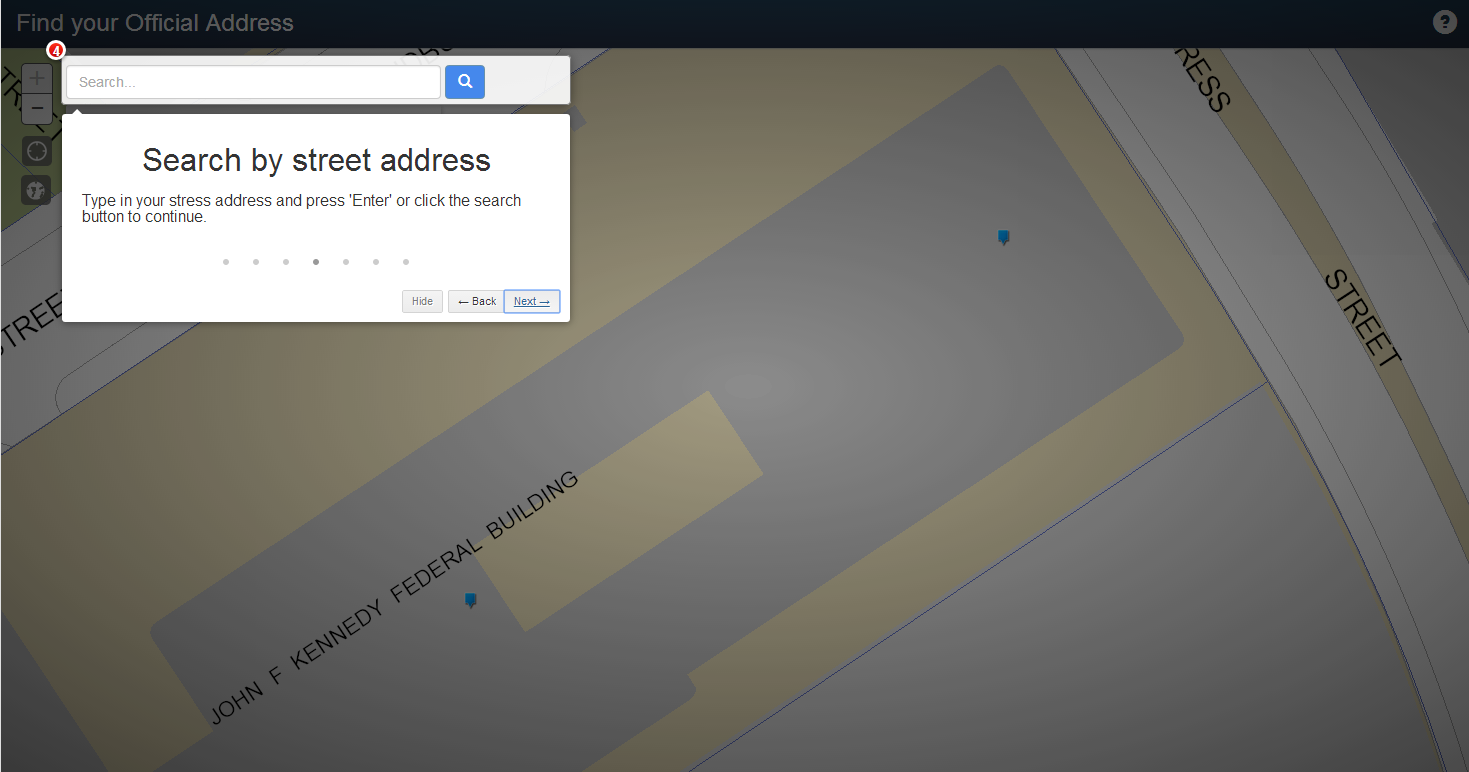 Find your Official Address
?
4
Search...
+
−
Search by street address
Type in your stress address and press 'Enter' or click the search
button to continue.
Hide
← Back
Next →
RESS
STREET
STREET
JOHN F KENNEDY FEDERAL BUILDING